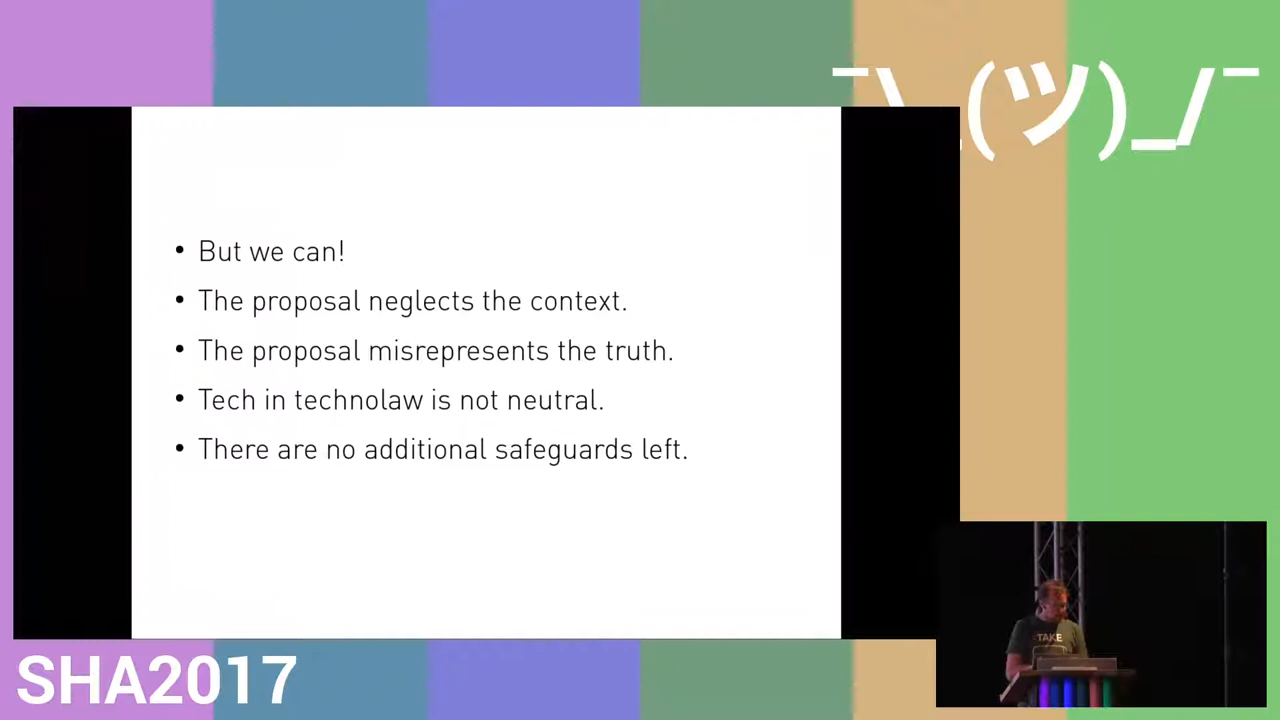 ¯\_(ツ)_/¯
• But we can!
• The proposal neglects the context.
• The proposal misrepresents the truth.
• Tech in technolaw is not neutral.
• There are no additional safeguards left.
TAKE
SHA2017